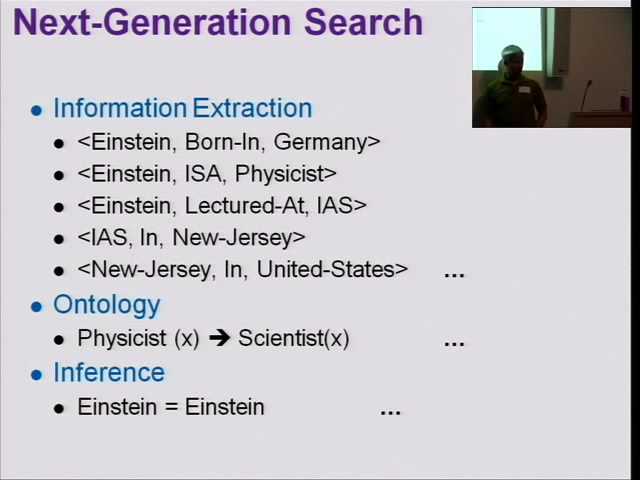 Next-Generation Search
• Information Extraction
• <Einstein, Born-In, Germany>
• <Einstein, ISA, Physicist>
• <Einstein, Lectured-At, IAS>
• <IAS, In, New-Jersey>
• <New-Jersey, In, United-States> ...
• Ontology
• Physicist (x) ➔ Scientist(x) ...
• Inference
• Einstein = Einstein ...